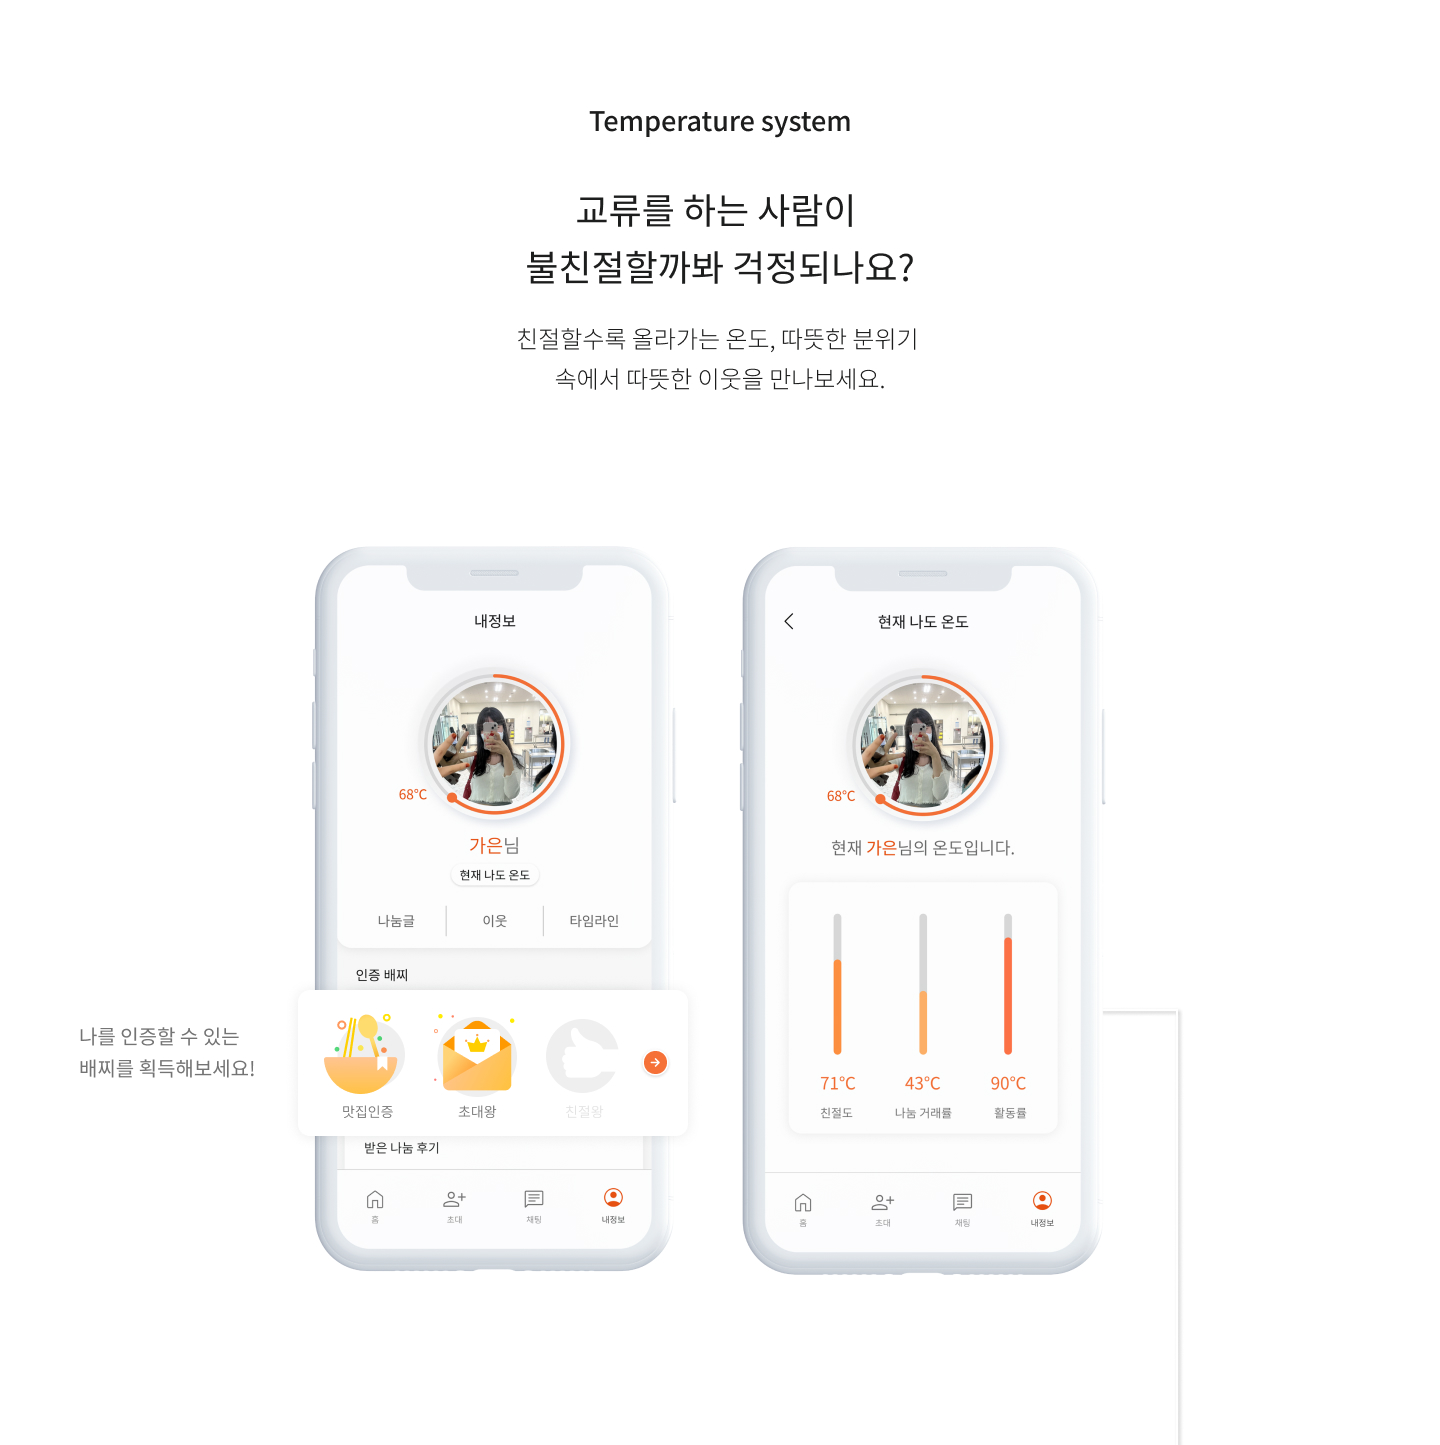 Temperature system
교류를 하는 사람이
불친절할까봐 걱정되나요?
친절할수록 올라가는 온도, 따뜻한 분위기
속에서 따뜻한 이웃을 만나보세요.
내정보
68°C
가은님
현재 나도 온도
나눔글
이웃
타임라인
인증 배찌
나를 인증할 수 있는
배찌를 획득해보세요!
맛집인증
초대왕
친절왕
받은 나눔 후기
홈
초대
채팅
내정보
현재 나도 온도
68°C
현재 가은님의 온도입니다.
71°C
43°C
90°C
친절도
나눔 거래률
활동률
홈
초대
채팅
내정보